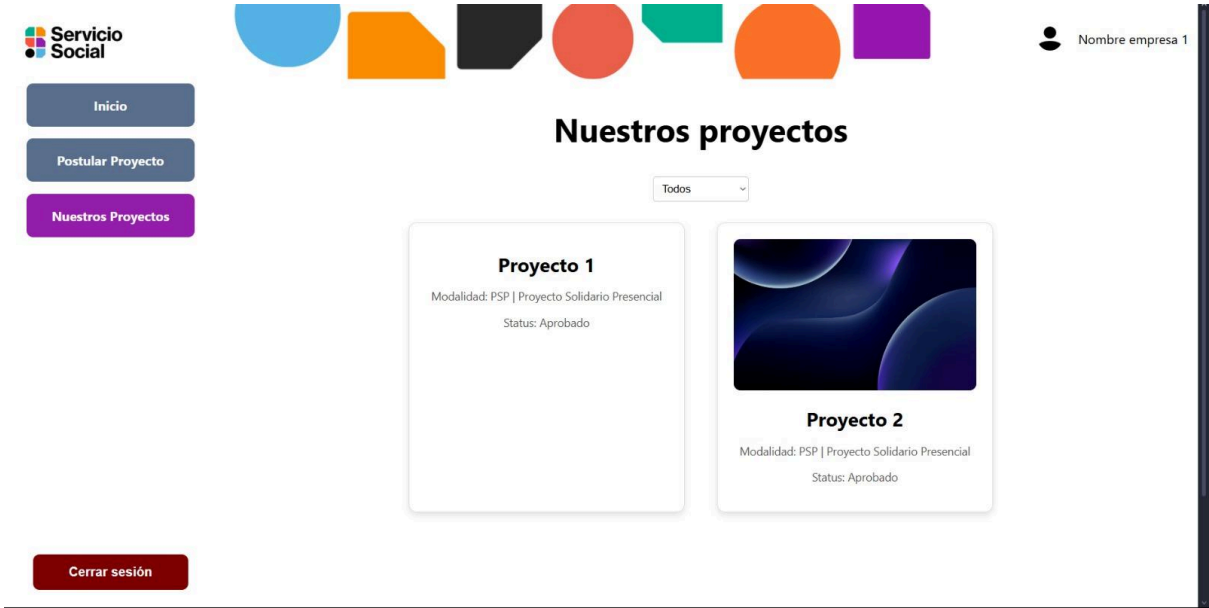 Servicio
Social
Nombre empresa 1
Inicio
Postular Proyecto
Nuestros Proyectos
Cerrar sesión
Nuestros proyectos
Todos
Proyecto 1
Modalidad: PSP | Proyecto Solidario Presencial
Status: Aprobado
Proyecto 2
Modalidad: PSP | Proyecto Solidario Presencial
Status: Aprobado